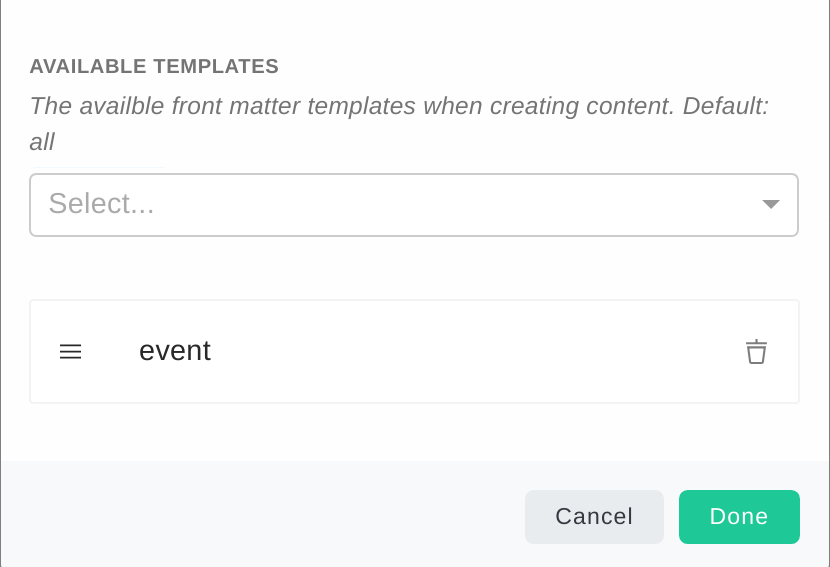 AVAILABLE TEMPLATES
The availble front matter templates when creating content. Default:
all
Select...
event
Cancel
Done